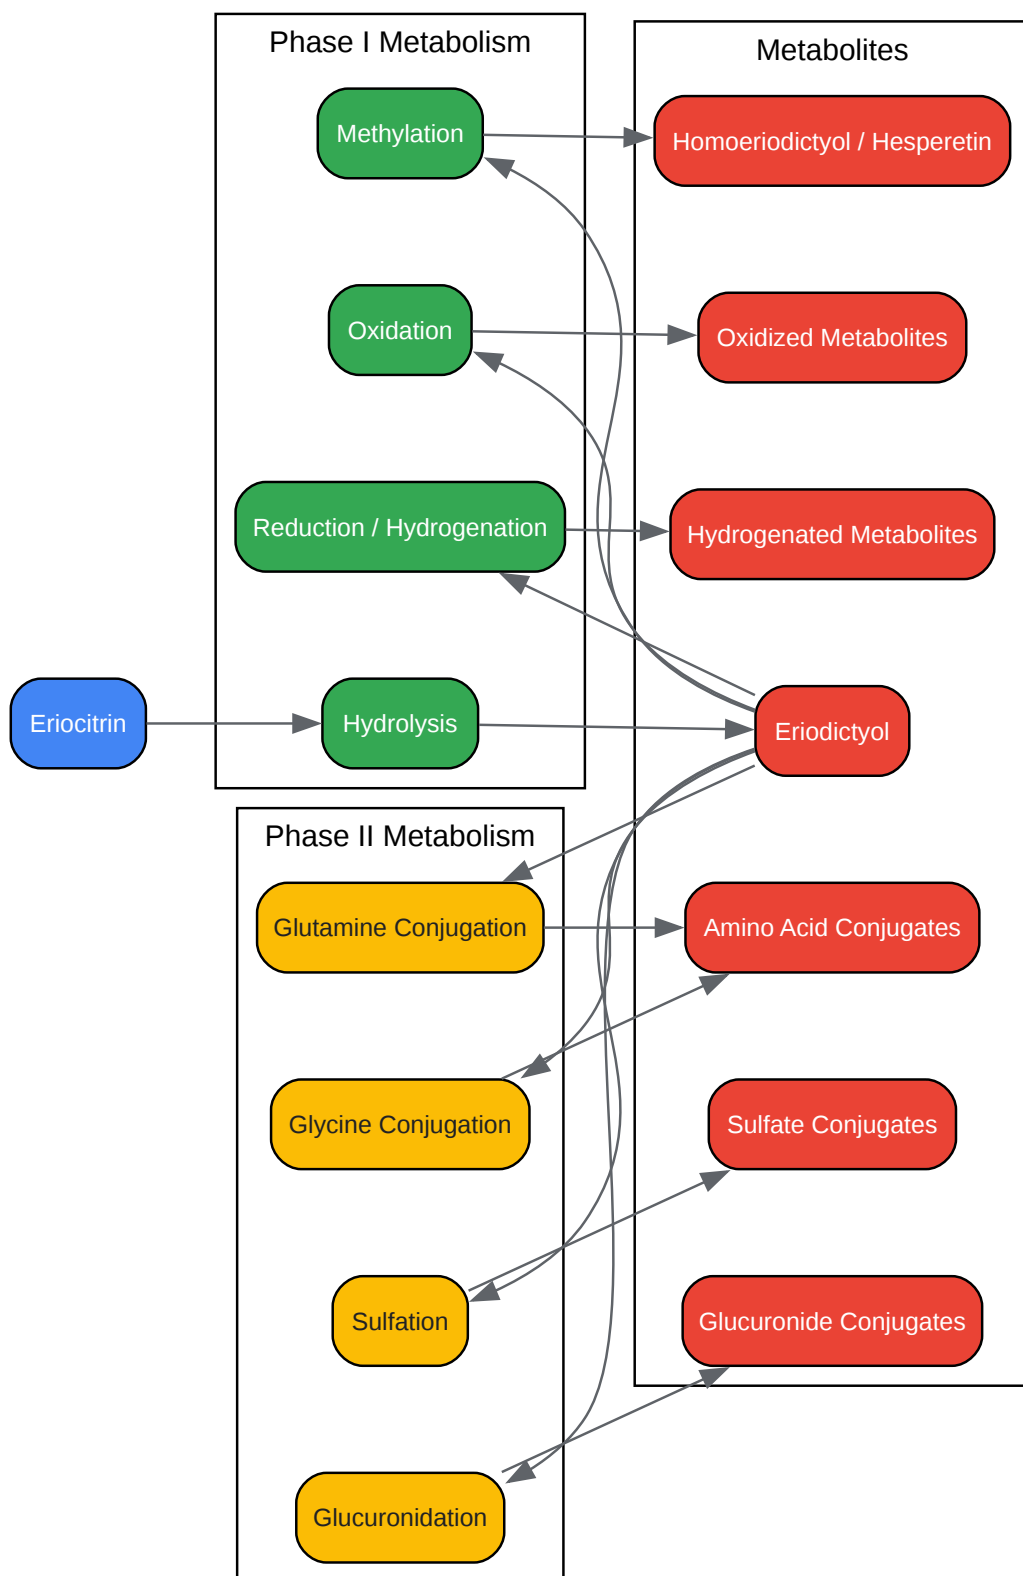 Phase I Metabolism
Metabolites
Methylation
Homoeriodictyol / Hesperetin
Oxidation
Oxidized Metabolites
Reduction / Hydrogenation
Hydrogenated Metabolites
Eriocitrin
Hydrolysis
Eriodictyol
Phase II Metabolism
Glutamine Conjugation
Amino Acid Conjugates
Glycine Conjugation
Sulfate Conjugates
Sulfation
Glucuronide Conjugates
Glucuronidation